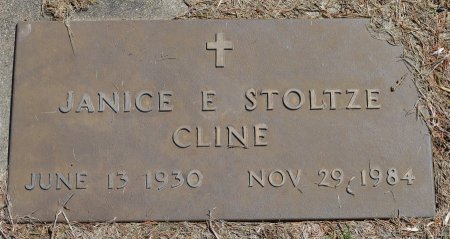 JANICE E STOLTZE
CLINE
JUNE 13 1930 NOV 29, 1984